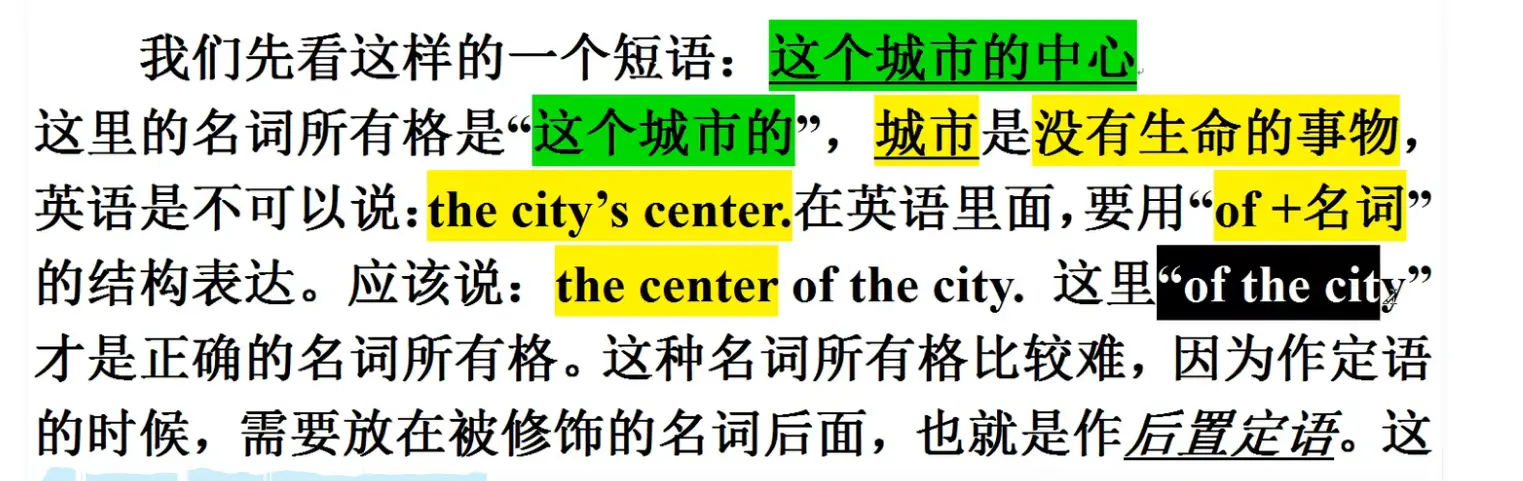 我们先看这样的一个短语：这个城市的中心
这里的名词所有格是“这个城市的”，城市是没有生命的事物，
英语是不可以说：the city’s center.在英语里面，要用“of +名词”
的结构表达。应该说：the center of the city. 这里“of the city”
才是正确的名词所有格。这种名词所有格比较难，因为作定语
的时候，需要放在被修饰的名词后面，也就是作后置定语。这